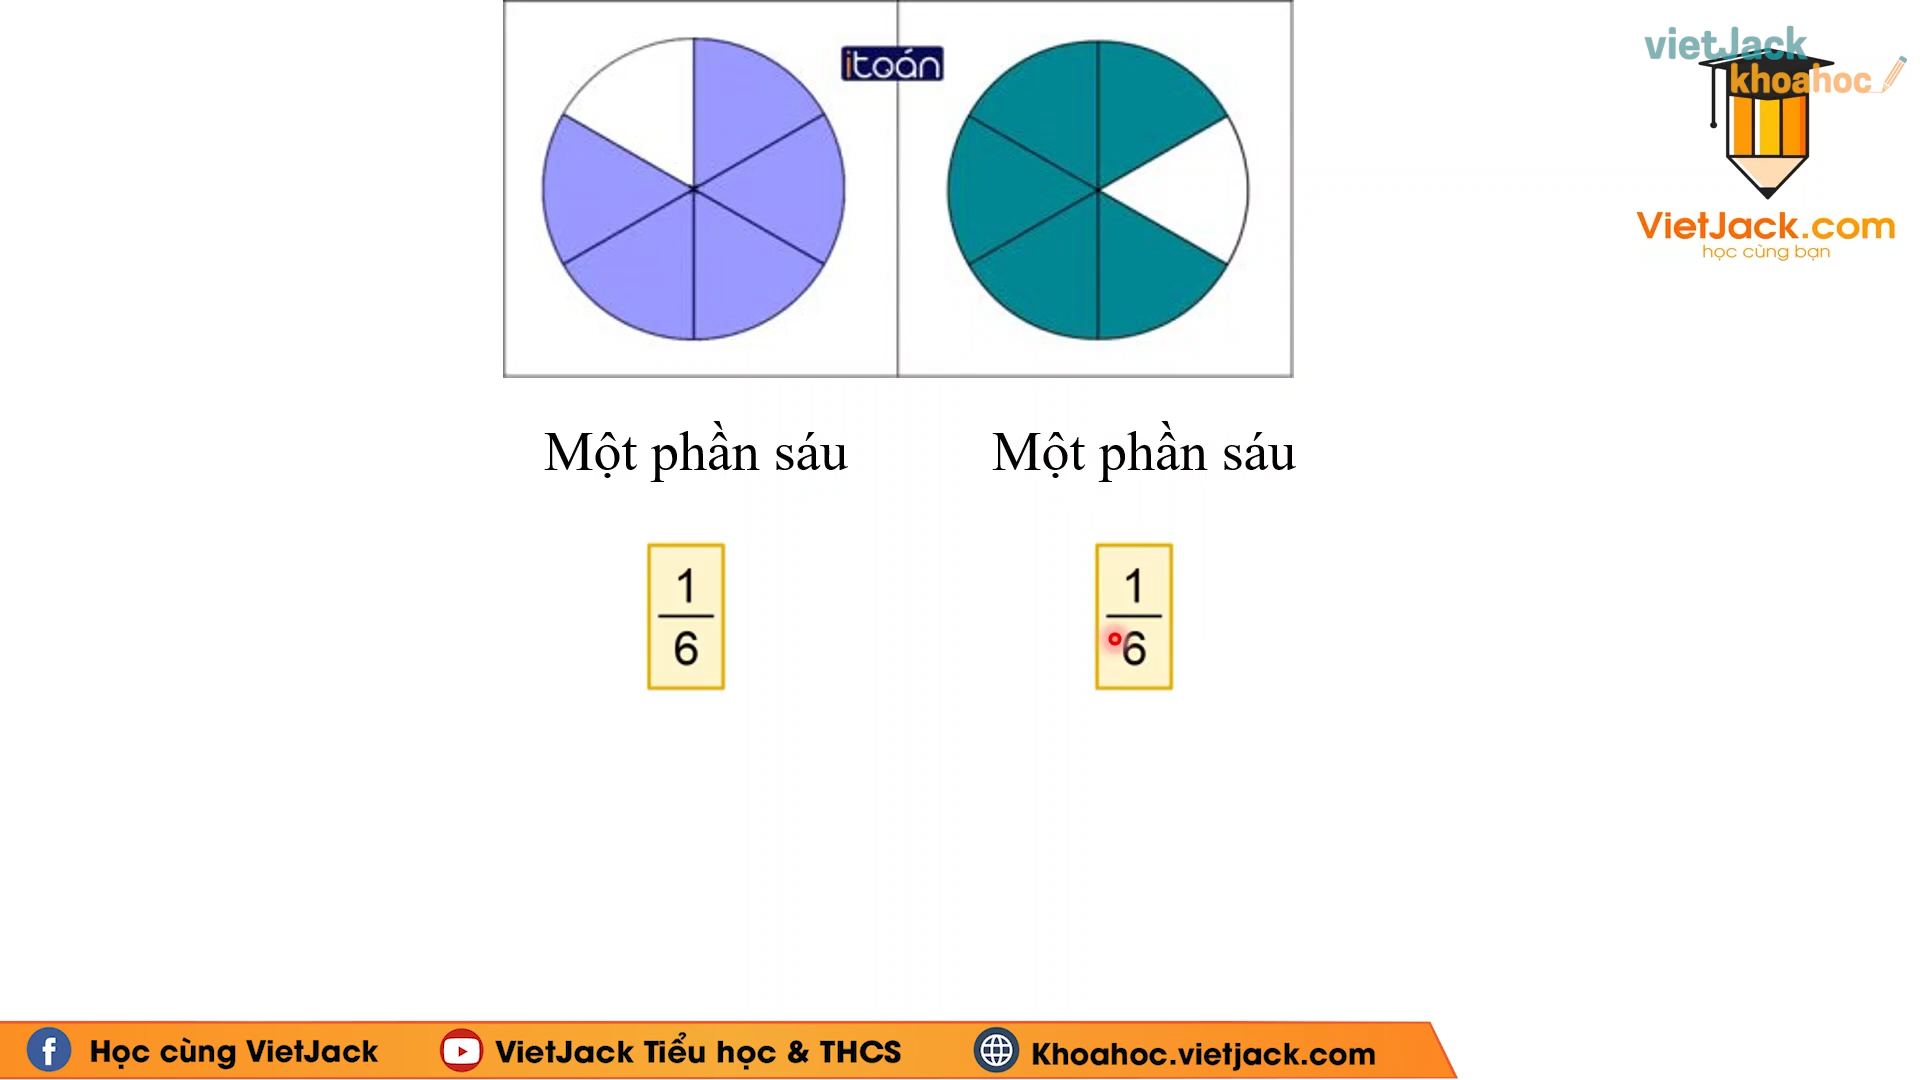 itoán
vietJack
khoahoc
VietJack.com
học cùng bạn
Một phần sáu
Một phần sáu
1
6
1
6
Học cùng VietJack
VietJack Tiểu học & THCS
Khoahoc.vietjack.com